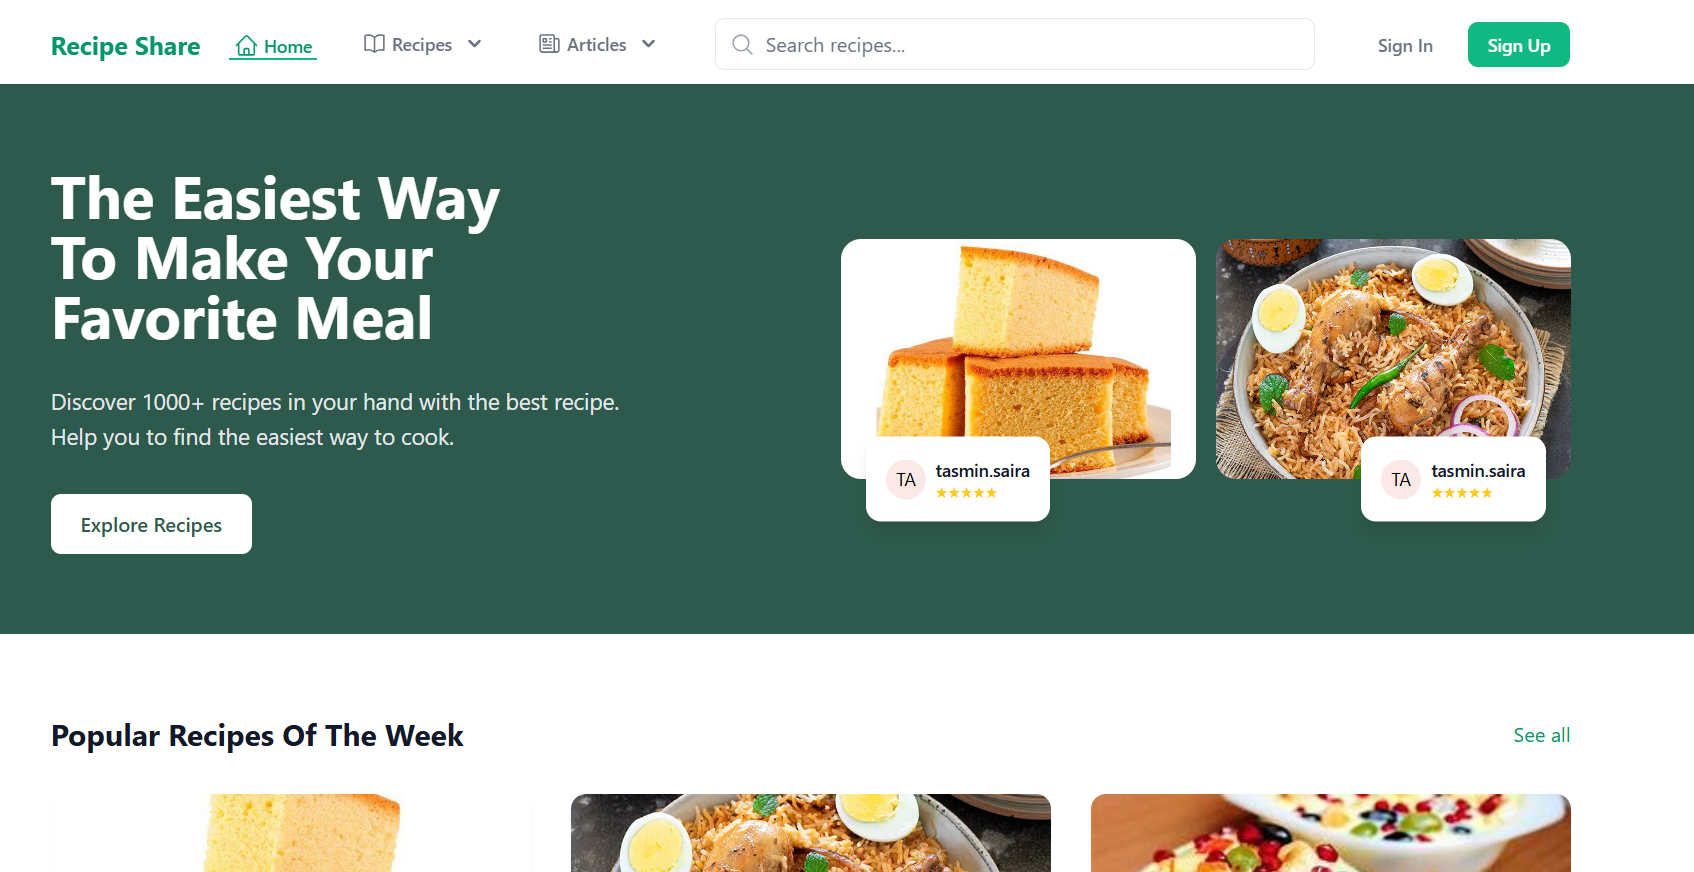 Recipe Share
Home
Recipes
Articles
Search recipes...
Sign In
Sign Up
The Easiest Way
To Make Your
Favorite Meal
Discover 1000+ recipes in your hand with the best recipe.
Help you to find the easiest way to cook.
Explore Recipes
TA
tasmin.saira
★★★★★
TA
tasmin.saira
★★★★★
Popular Recipes Of The Week
See all